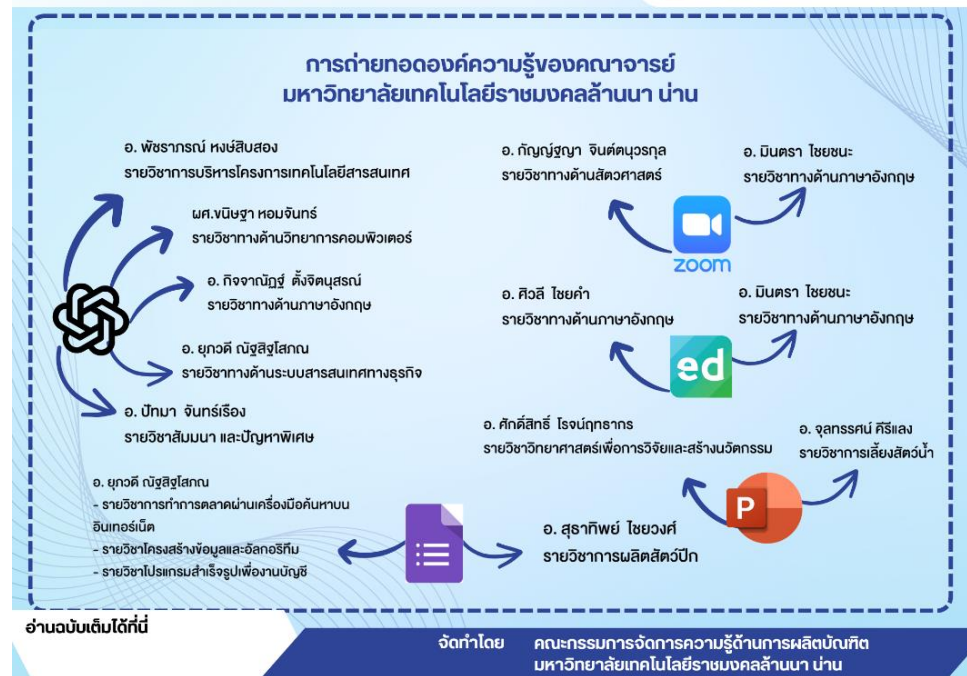 การถ่ายทอดองค์ความรู้ของคณาจารย์
มหาวิทยาลัยเทคโนโลยีราชมงคลล้านนา น่าน
อ. พัชราภรณ์ หงษ์สิบสอง
รายวิชาการบริหารโครงการเทคโนโลยีสารสนเทศ
ผศ.ขนิษฐา หอมจันทร์
รายวิชาทางด้านวิทยาการคอมพิวเตอร์
อ. กิจจาณัฏฐ์ ตั้งจิตนุสรณ์
รายวิชาทางด้านภาษาอังกฤษ
อ. ยุภวดี ณัฐสิฐโสภณ
รายวิชาทางด้านระบบสารสนเทศทางธุรกิจ
อ. ปัทมา จันทร์เรือง
รายวิชาสัมมนา และปัญหาพิเศษ
อ. กัญญ์ฐญา จินต์ตนุวรกุล
รายวิชาทางด้านสัตวศาสตร์
อ. มินตรา ไชยชนะ
รายวิชาทางด้านภาษาอังกฤษ
zoom
อ. ศิวลี ไชยคำ
รายวิชาทางด้านภาษาอังกฤษ
อ. มินตรา ไชยชนะ
รายวิชาทางด้านภาษาอังกฤษ
ed
อ. ศักดิ์สิทธิ์ โรจน์ฤทธากร
รายวิชาวิทยาศาสตร์เพื่อการวิจัยและสร้างนวัตกรรม
อ. จุลทรรศน์ คีรีแลง
รายวิชาการเลี้ยงสัตว์น้ำ
P
อ. ยุภวดี ณัฐสิฐโสภณ
- รายวิชาการทำการตลาดผ่านเครื่องมือค้นหาบน
อินเทอร์เน็ต
- รายวิชาโครงสร้างข้อมูลและอัลกอริทึม
- รายวิชาโปรแกรมสำเร็จรูปเพื่องานบัญชี
อ. สุธาทิพย์ ไชยวงศ์
รายวิชาการผลิตสัตว์ปีก
อ่านฉบับเต็มได้ที่นี่
จัดทำโดย คณะกรรมการจัดการความรู้ด้านการผลิตบัณฑิต
มหาวิทยาลัยเทคโนโลยีราชมงคลล้านนา น่าน